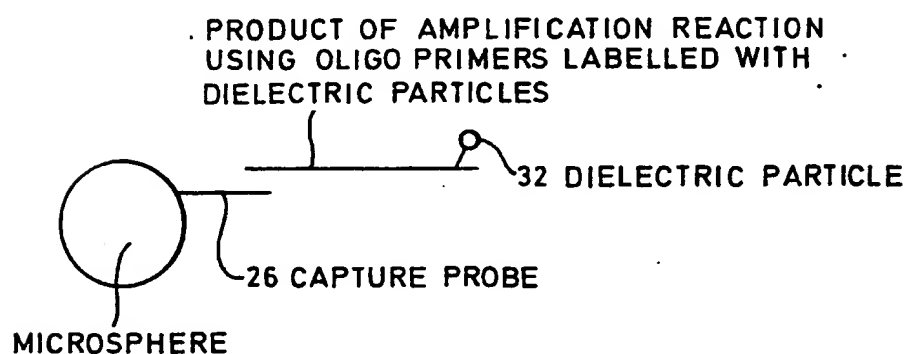 PRODUCT OF AMPLIFICATION REACTION
USING OLIGO PRIMERS LABELLED WITH
DIELECTRIC PARTICLES
32 DIELECTRIC PARTICLE
26 CAPTURE PROBE
MICROSPHERE